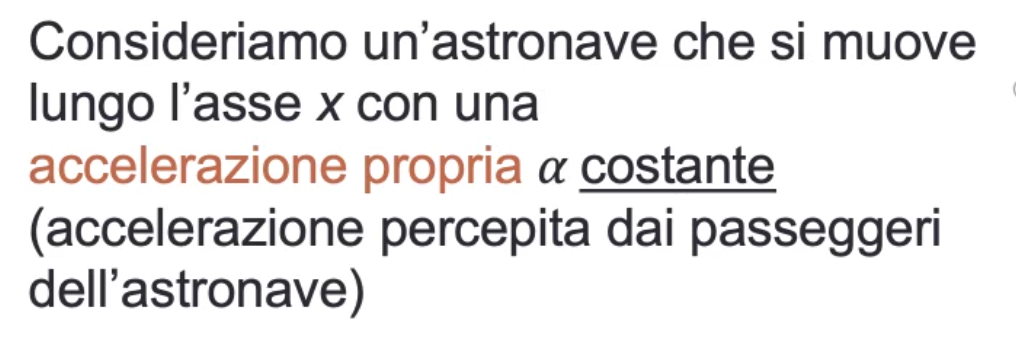 Consideriamo un’astronave che si muove
lungo l’asse x con una
accelerazione propria α costante
(accelerazione percepita dai passeggeri
dell’astronave)